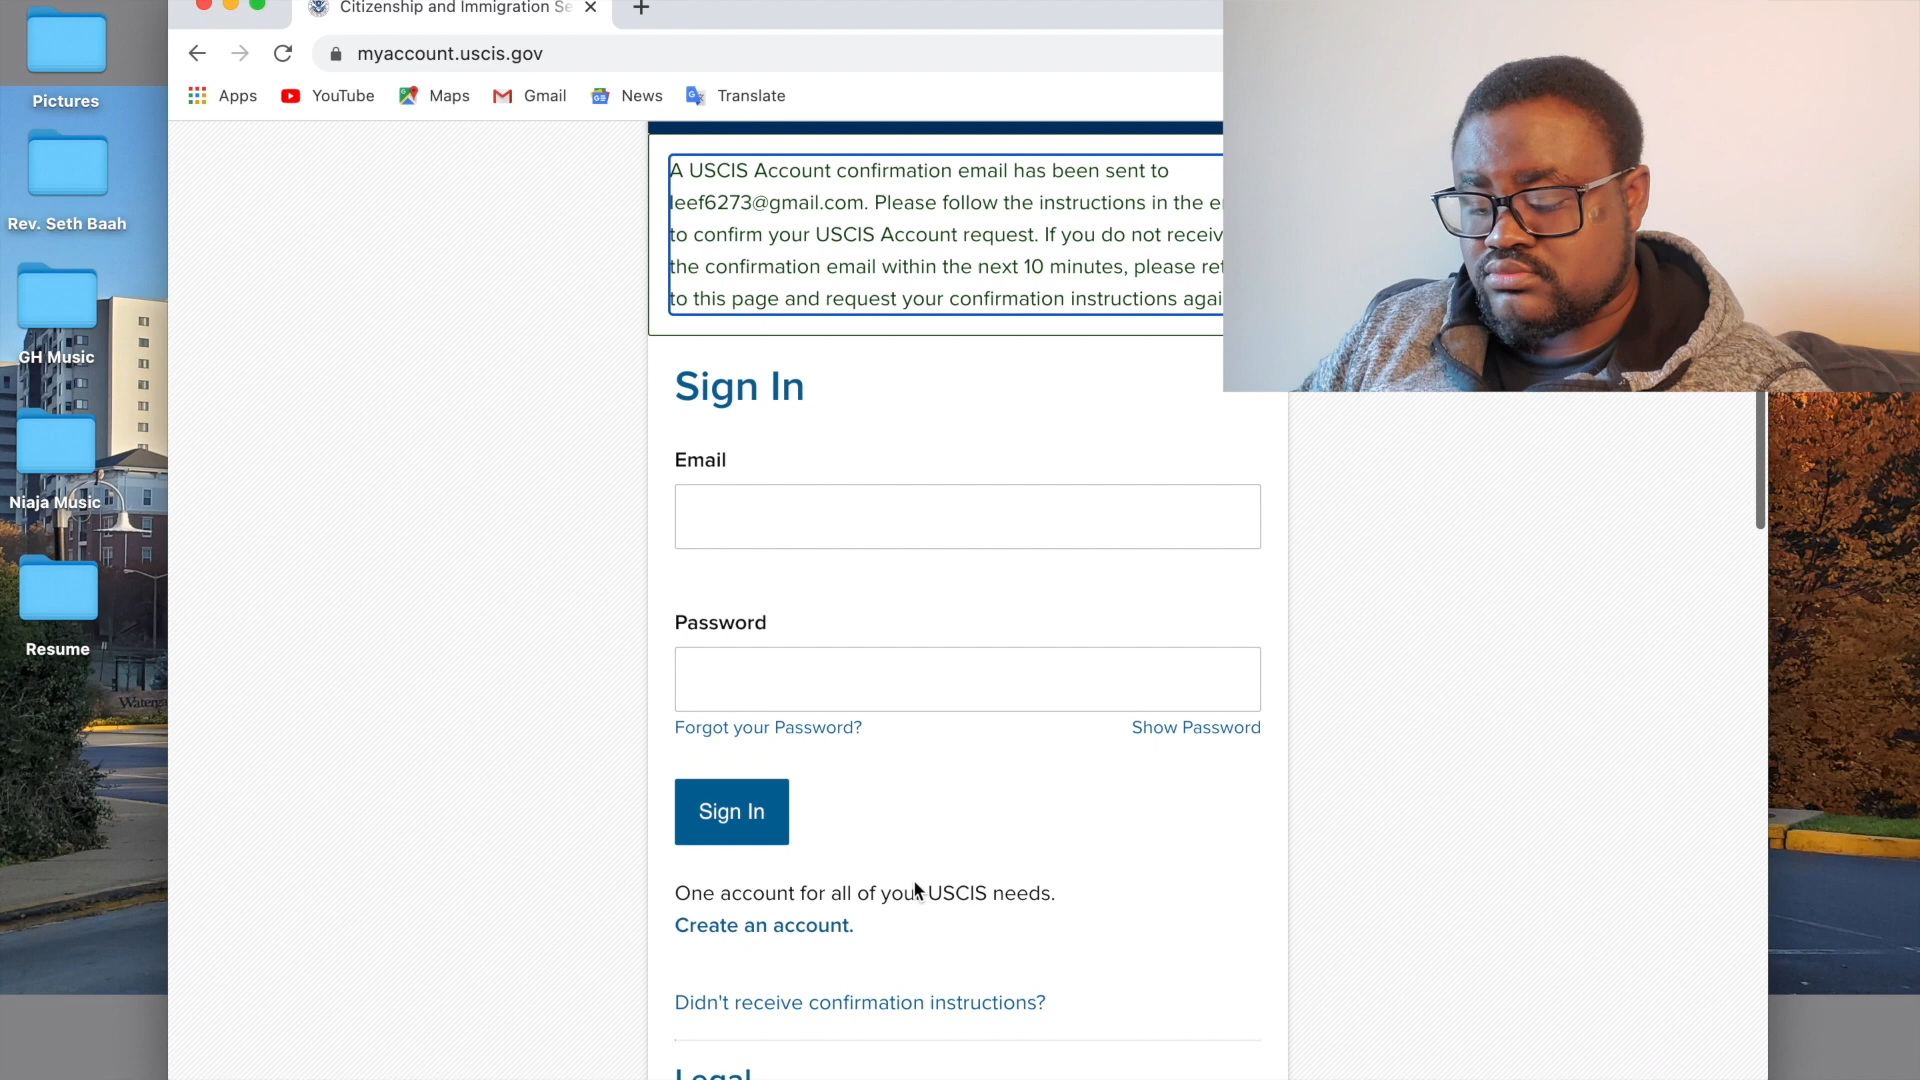 Citizenship and Immigration Se
myaccount.uscis.gov
Apps
YouTube
Maps
Gmail
News
Translate
Pictures
Rev. Seth Baah
GH Music
Niaja Music
Resume
A USCIS Account confirmation email has been sent to
leef6273@gmail.com. Please follow the instructions in the
to confirm your USCIS Account request. If you do not receiv
the confirmation email within the next 10 minutes, please
to this page and request your confirmation instructions agai
Sign In
Email
Password
Forgot your Password?
Show Password
Sign In
One account for all of your USCIS needs.
Create an account.
Didn't receive confirmation instructions?
Legal